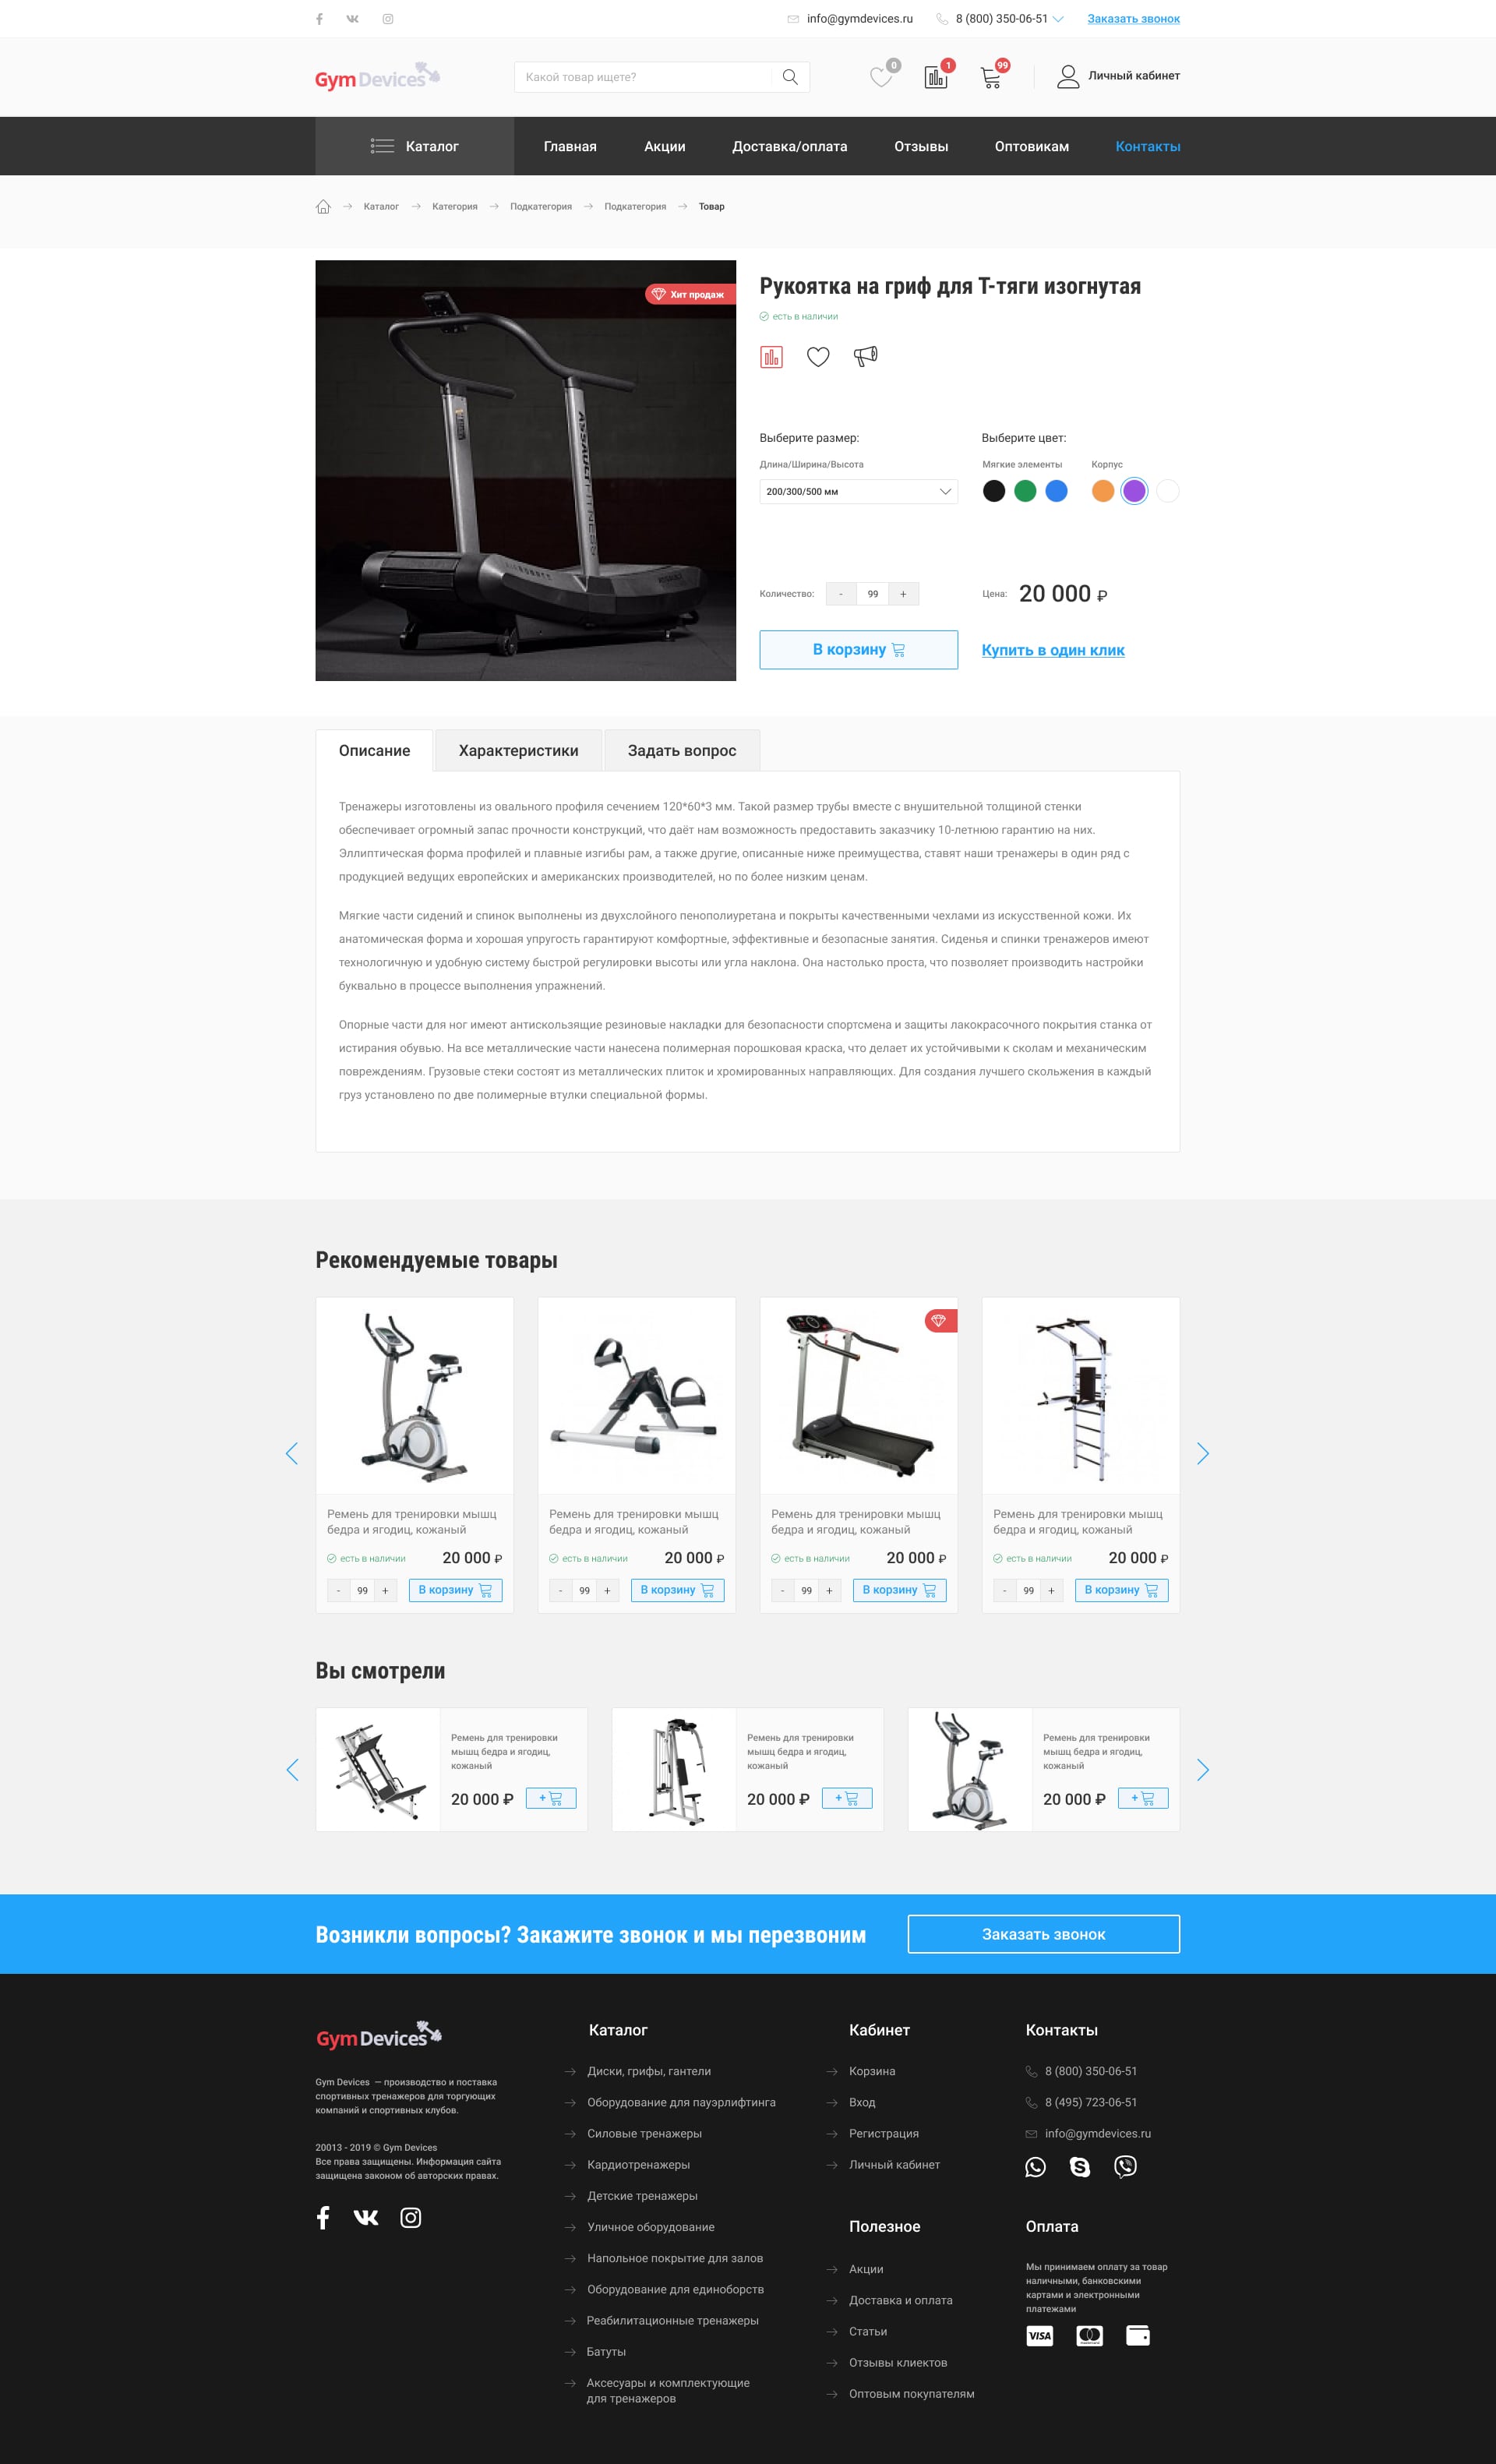 info@gymdevices.ru
8 (800) 350-06-51
Заказать звонок
Gym Devices
Какой товар ищете?
0
1
99
Личный кабинет
Каталог
Главная
Акции
Доставка/оплата
Отзывы
Оптовикам
Контакты
Каталог
Категория
Подкатегория
Подкатегория
Товар
Хит продаж
ASSAULT FITNESS
Рукоятка на гриф для Т-тяги изогнутая
есть в наличии
Выберите размер:
Длина/Ширина/Высота
200/300/500 мм
Выберите цвет:
Мягкие элементы
Корпус
Количество:
- 99 +
Цена: 20 000 ₽
В корзину
Купить в один клик
Описание
Характеристики
Задать вопрос
Тренажеры изготовлены из овального профиля сечением 120*60*3 мм. Такой размер трубы вместе с внушительной толщиной стенки
обеспечивает огромный запас прочности конструкций, что даёт нам возможность предоставить заказчику 10-летнюю гарантию на них.
Эллиптическая форма профилей и плавные изгибы рам, а также другие, описанные ниже преимущества, ставят наши тренажеры в один ряд с
продукцией ведущих европейских и американских производителей, но по более низким ценам.
Мягкие части сидений и спинок выполнены из двухслойного пенополиуретана и покрыты качественными чехлами из искусственной кожи. Их
анатомическая форма и хорошая упругость гарантируют комфортные, эффективные и безопасные занятия. Сиденья и спинки тренажеров имеют
технологичную и удобную систему быстрой регулировки высоты или угла наклона. Она настолько проста, что позволяет производить настройки
буквально в процессе выполнения упражнений.
Опорные части для ног имеют антискользящие резиновые накладки для безопасности спортсмена и защиты лакокрасочного покрытия станка от
истирания обувью. На все металлические части нанесена полимерная порошковая краска, что делает их устойчивыми к сколам и механическим
повреждениям. Грузовые стеки состоят из металлических плиток и хромированных направляющих. Для создания лучшего скольжения в каждый
груз установлено по две полимерные втулки специальной формы.
Рекомендуемые товары
Ремень для тренировки мышц
бедра и ягодиц, кожаный
есть в наличии
20 000 ₽
- 99 +
В корзину
Ремень для тренировки мышц
бедра и ягодиц, кожаный
есть в наличии
20 000 ₽
- 99 +
В корзину
Ремень для тренировки мышц
бедра и ягодиц, кожаный
есть в наличии
20 000 ₽
- 99 +
В корзину
Ремень для тренировки мышц
бедра и ягодиц, кожаный
есть в наличии
20 000 ₽
- 99 +
В корзину
Вы смотрели
Ремень для тренировки
мышц бедра и ягодиц,
кожаный
20 000 ₽
+
Ремень для тренировки
мышц бедра и ягодиц,
кожаный
20 000 ₽
+
Ремень для тренировки
мышц бедра и ягодиц,
кожаный
20 000 ₽
+
Возникли вопросы? Закажите звонок и мы перезвоним
Заказать звонок
Gym Devices
Gym Devices — производство и поставка
спортивных тренажеров для торгующих
компаний и спортивных клубов.
20013 - 2019 © Gym Devices
Все права защищены. Информация сайта
защищена законом об авторских правах.
Каталог
Диски, грифы, гантели
Оборудование для пауэрлифтинга
Силовые тренажеры
Кардиотренажеры
Детские тренажеры
Уличное оборудование
Напольное покрытие для залов
Оборудование для единоборств
Реабилитационные тренажеры
Батуты
Аксесуары и комплектующие
для тренажеров
Кабинет
Корзина
Вход
Регистрация
Личный кабинет
Полезное
Акции
Доставка и оплата
Статьи
Отзывы клиентов
Оптовым покупателям
Контакты
8 (800) 350-06-51
8 (495) 723-06-51
info@gymdevices.ru
Оплата
Мы принимаем оплату за товар
наличными, банковскими
картами и электронными
платежами
VISA